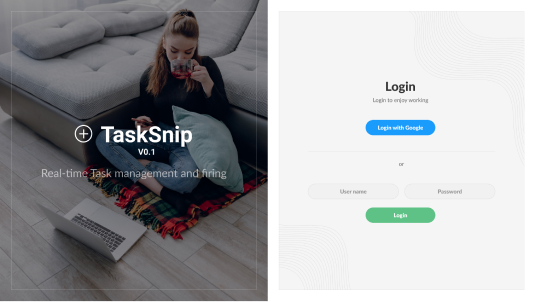 TaskSnip
V0.1
Real-time Task management and firing
Login
Login to enjoy working
Login with Google
or
User name
Password
Login